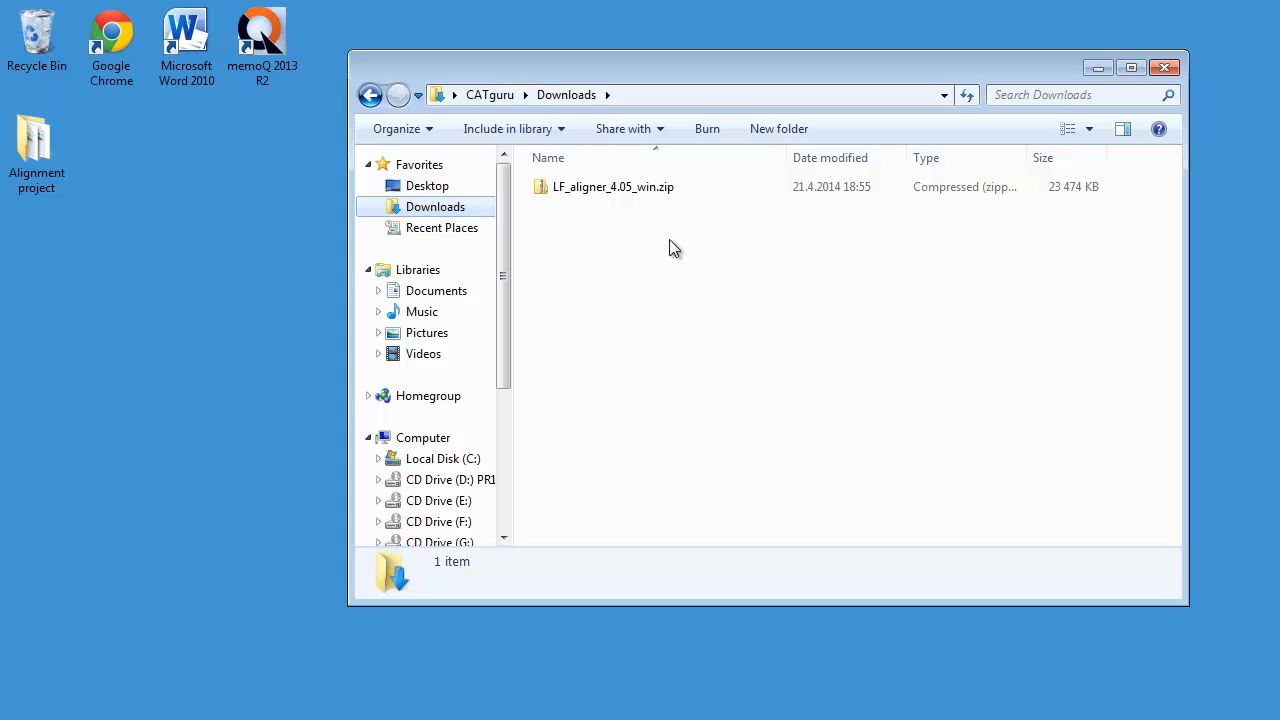 Recycle Bin
Google
Chrome
Microsoft
Word 2010
memoQ 2013
R2
Alignment
project
CATguru
Downloads
Search Downloads
Organize
Include in library
Share with
Burn
New folder
Favorites
Desktop
Downloads
Recent Places
Libraries
Documents
Music
Pictures
Videos
Homegroup
Computer
Local Disk (C:)
CD Drive (D:) PR1
CD Drive (E:)
CD Drive (F:)
CD Drive (G:)
Name
Date modified
Type
Size
LF_aligner_4.05_win.zip
21.4.2014 18:55
Compressed (zipp...
23 474 KB
1 item